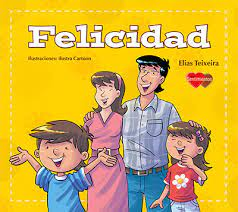 Felicidad
Ilustraciones: Ilustra Cartoon
Elias Teixeira
Sentimientos